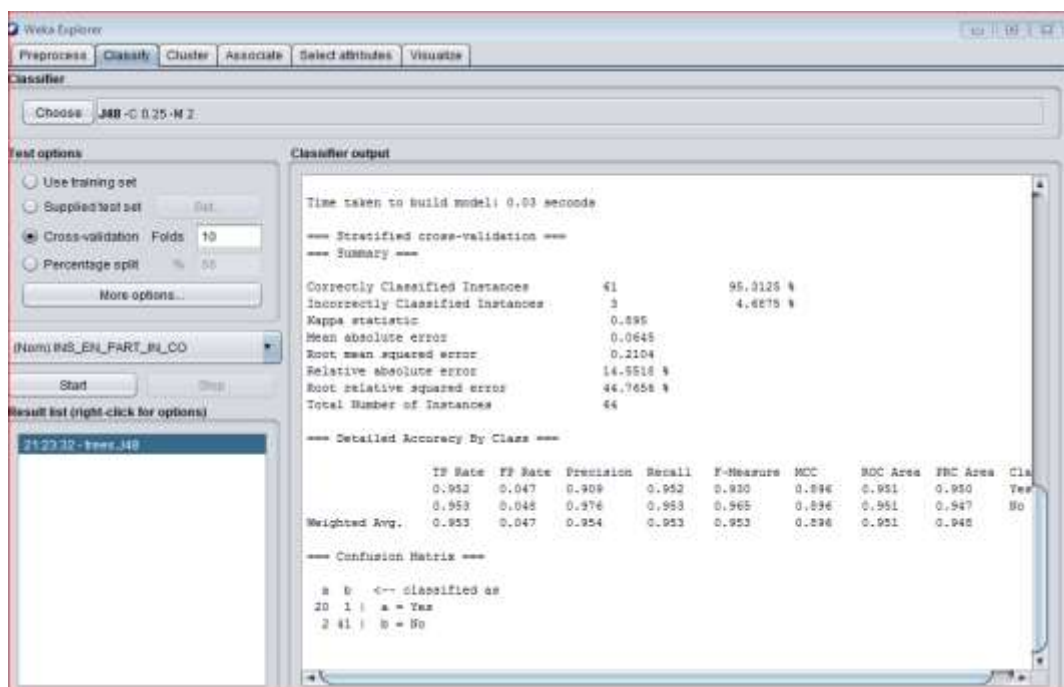 Weka Explorer
Preprocess Classify Cluster Associate Select attributes Visualize
Classifier
Choose J48 -C 0.25 -M 2
Test options
Use training set
Supplied test set Set...
Cross-validation Folds 10
Percentage split % 66
More options...
(Nom) INS_EN_PART_IN_CO
Start Stop
Result list (right-click for options)
21:23:32 - trees.J48
Classifier output
Time taken to build model: 0.03 seconds
=== Stratified cross-validation ===
=== Summary ===
Correctly Classified Instances 61 95.3125 %
Incorrectly Classified Instances 3 4.6875 %
Kappa statistic 0.895
Mean absolute error 0.0645
Root mean squared error 0.2104
Relative absolute error 14.5518 %
Root relative squared error 44.7658 %
Total Number of Instances 64
=== Detailed Accuracy By Class ===
TP Rate FP Rate Precision Recall F-Measure MCC ROC Area PRC Area Cla
0.952 0.047 0.909 0.952 0.930 0.896 0.951 0.950 Yes
0.953 0.048 0.976 0.953 0.965 0.896 0.951 0.947 No
Weighted Avg. 0.953 0.047 0.954 0.953 0.953 0.896 0.951 0.948
=== Confusion Matrix ===
a b <-- classified as
20 1 | a = Yes
2 41 | b = No